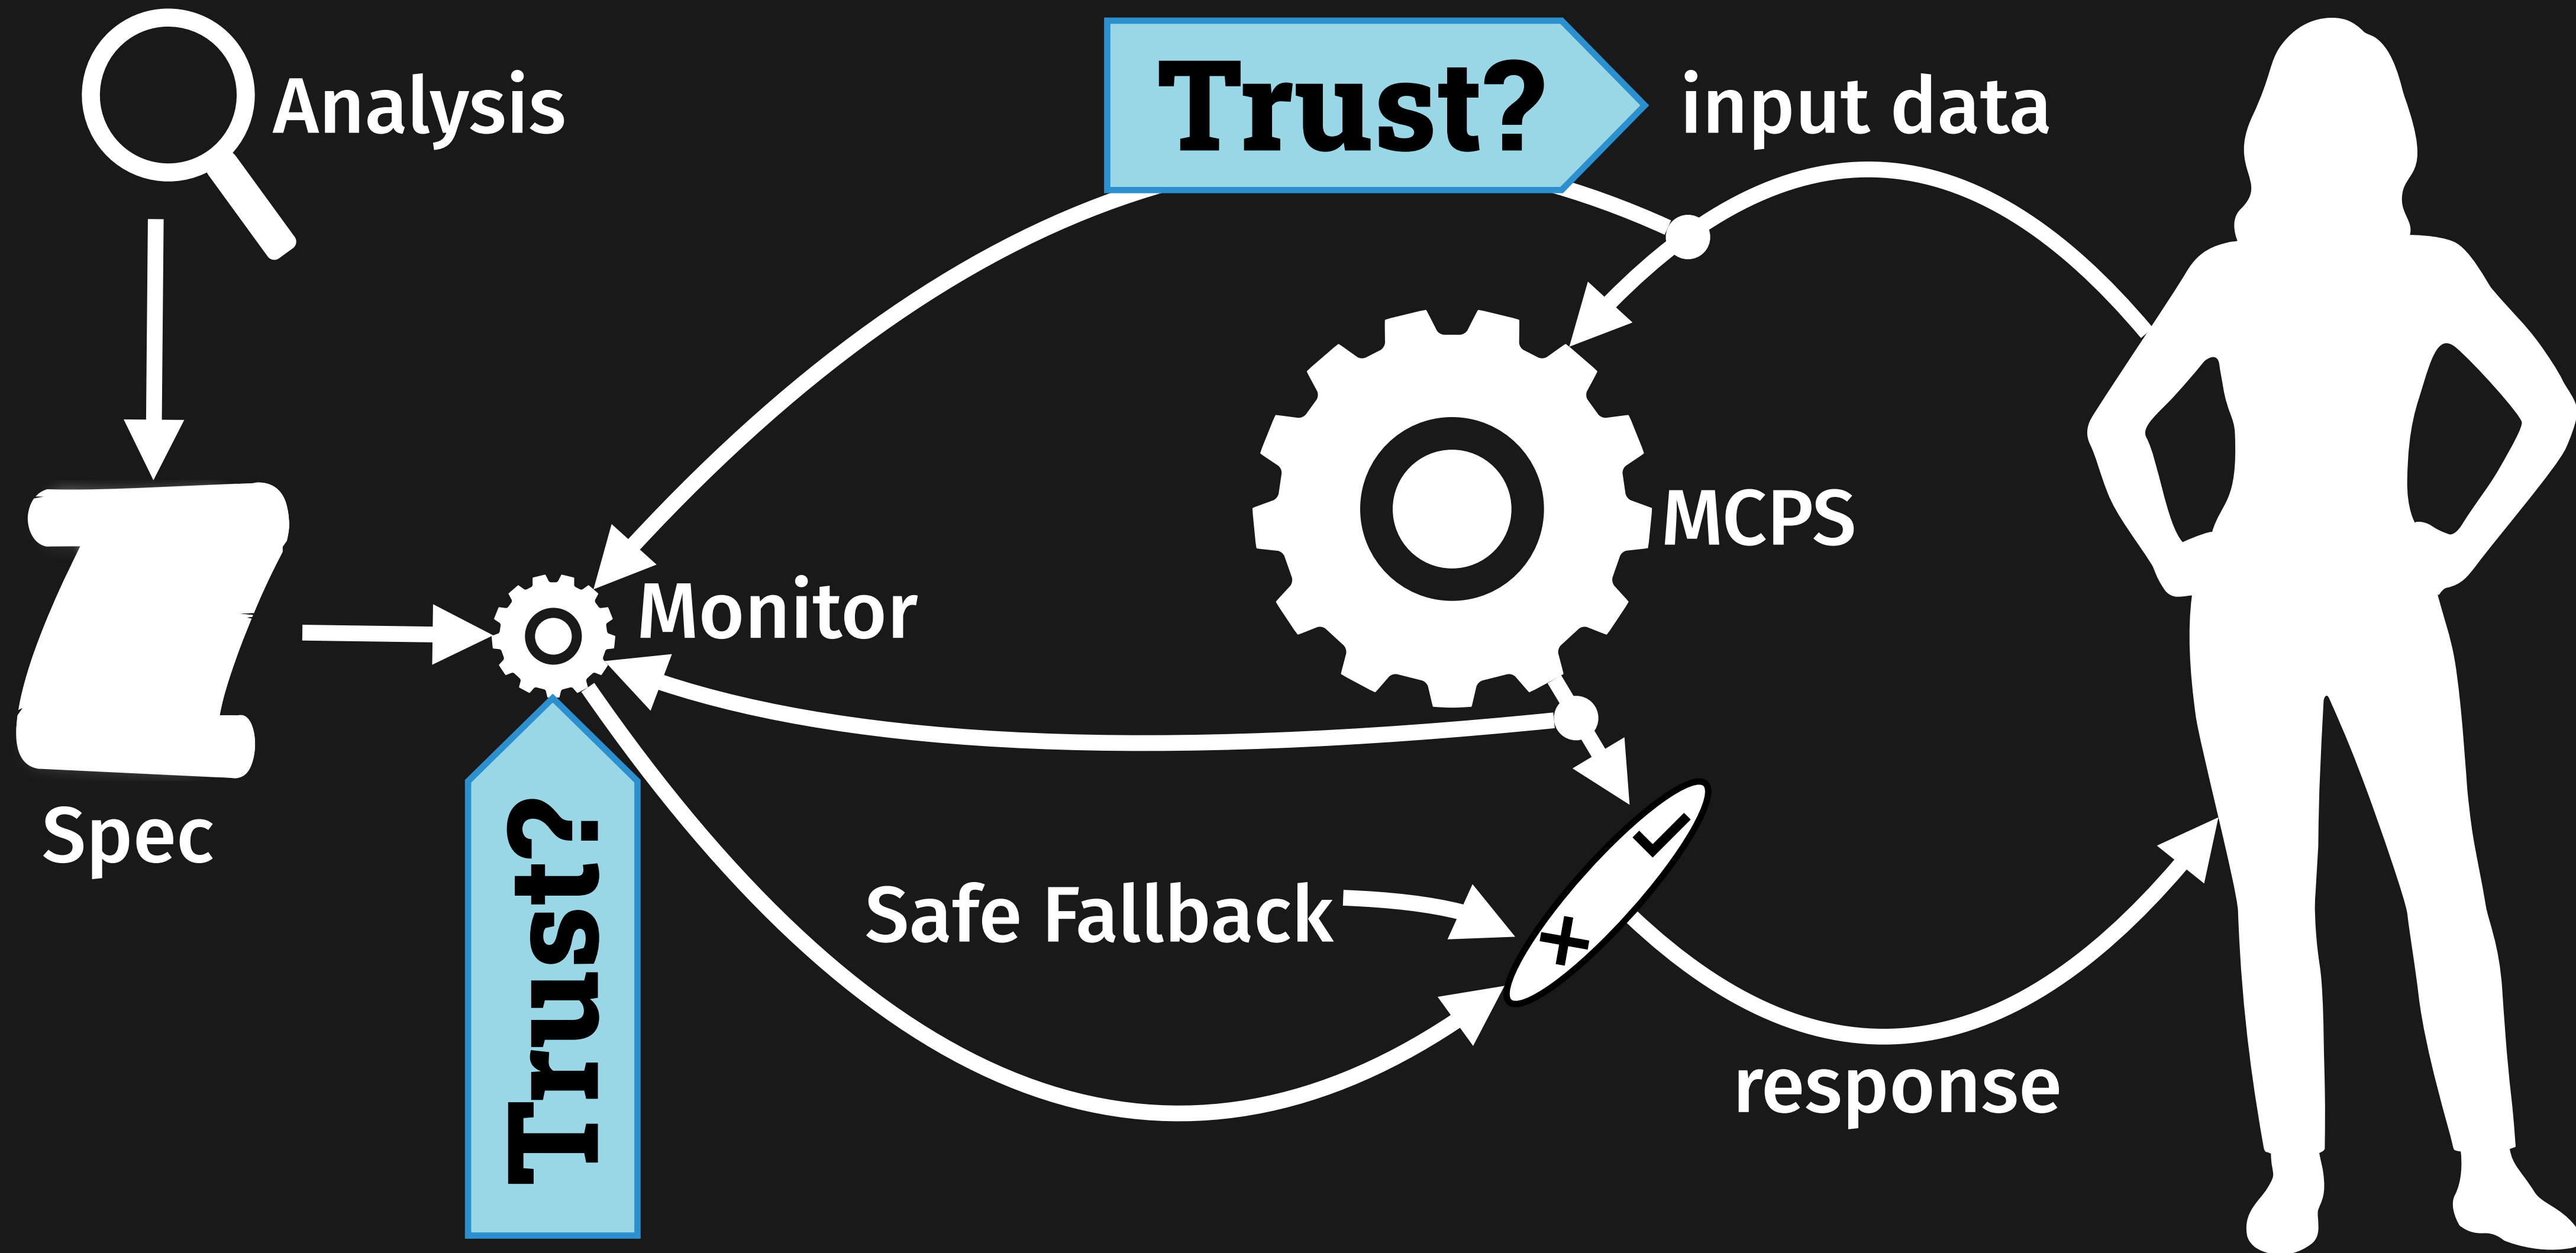 Analysis
Trust?
input data
MCPS
Monitor
Spec
Trust?
Safe Fallback
response